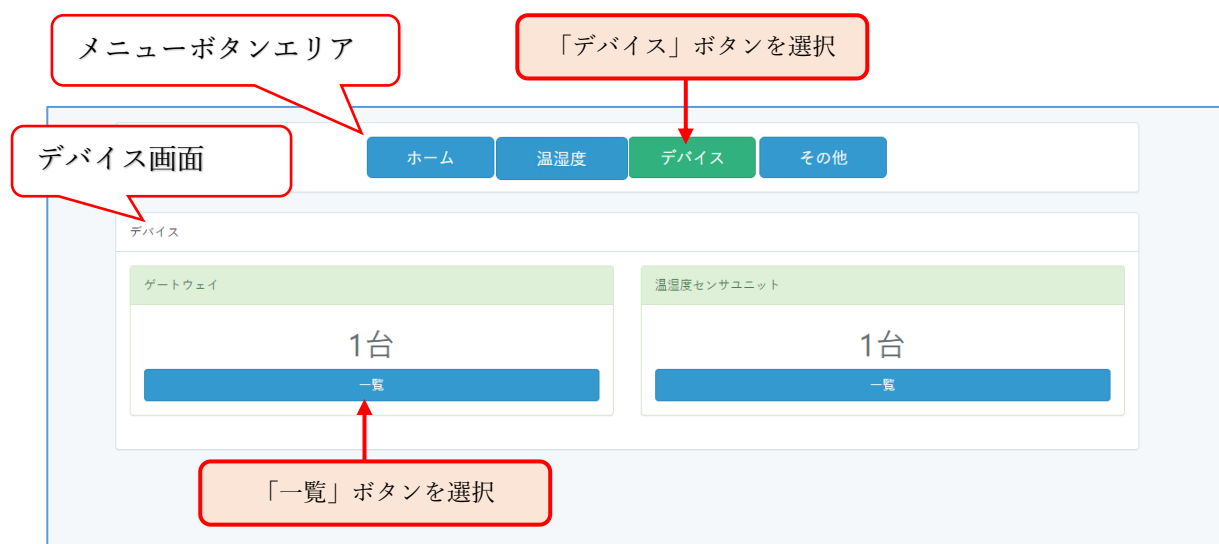 メニューボタンエリア
「デバイス」ボタンを選択
デバイス画面
ホーム
温湿度
デバイス
その他
デバイス
ゲートウェイ
温湿度センサユニット
1台
1台
一覧
一覧
「一覧」ボタンを選択